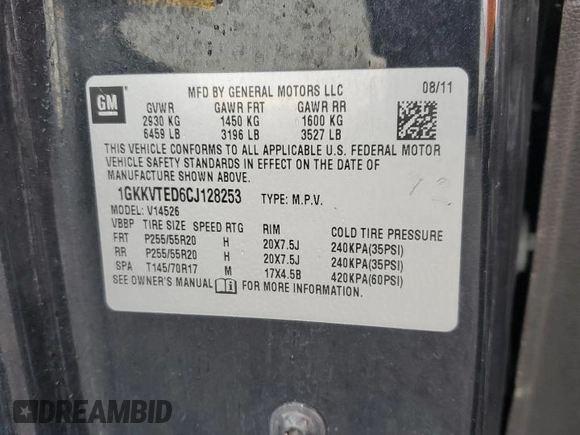 GM
MFD BY GENERAL MOTORS LLC 08/11
GVWR GAWR FRT GAWR RR
2930 KG 1450 KG 1600 KG
6459 LB 3196 LB 3527 LB
THIS VEHICLE CONFORMS TO ALL APPLICABLE U.S. FEDERAL MOTOR
VEHICLE SAFETY STANDARDS IN EFFECT ON THE DATE OF
MANUFACTURE SHOWN ABOVE.
1GKKVTED6CJ128253 TYPE: M.P.V.
MODEL: V14526
VBBP TIRE SIZE SPEED RTG RIM COLD TIRE PRESSURE
FRT P255/55R20 H 20X7.5J 240KPA(35PSI)
RR P255/55R20 H 20X7.5J 240KPA(35PSI)
SPA T145/70R17 M 17X4.5B 420KPA(60PSI)
SEE OWNER'S MANUAL i FOR MORE INFORMATION.
DREAMBID